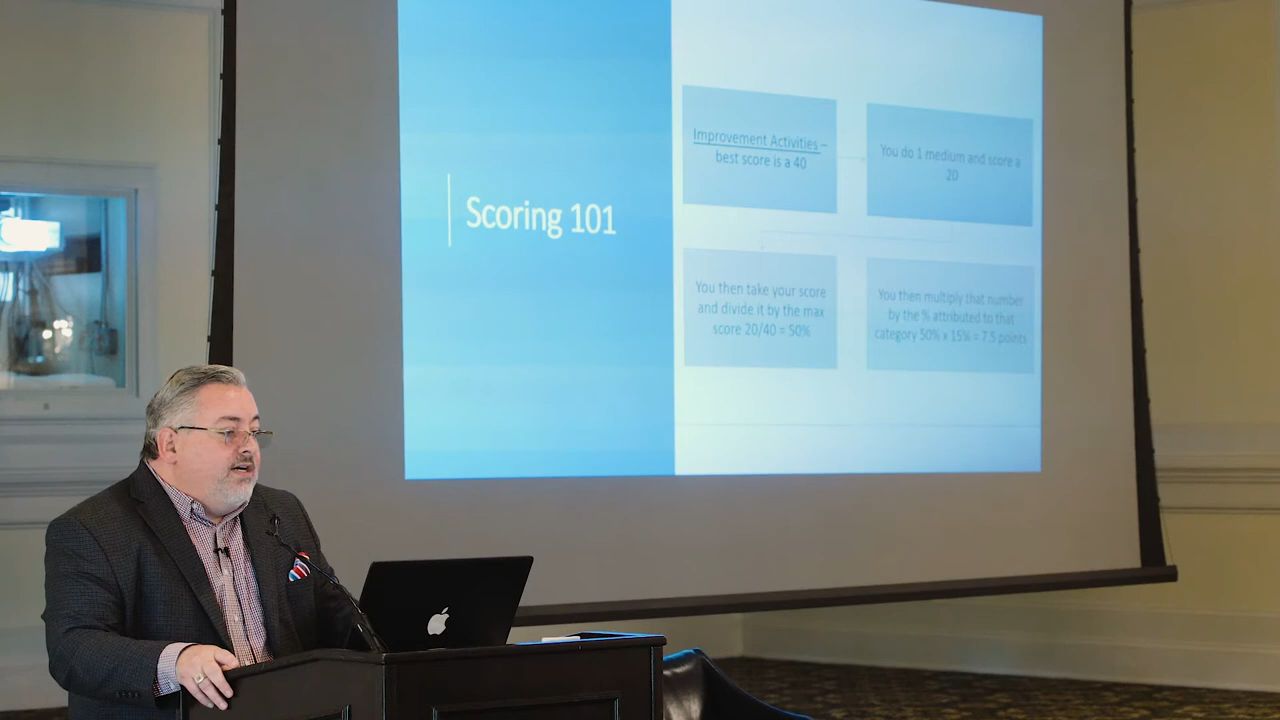 Scoring 101
Improvement Activities –
best score is a 40
You do 1 medium and score a
20
You then take your score
and divide it by the max
score 20/40 = 50%
You then multiply that number
by the % attributed to that
category 50% x 15% = 7.5 points